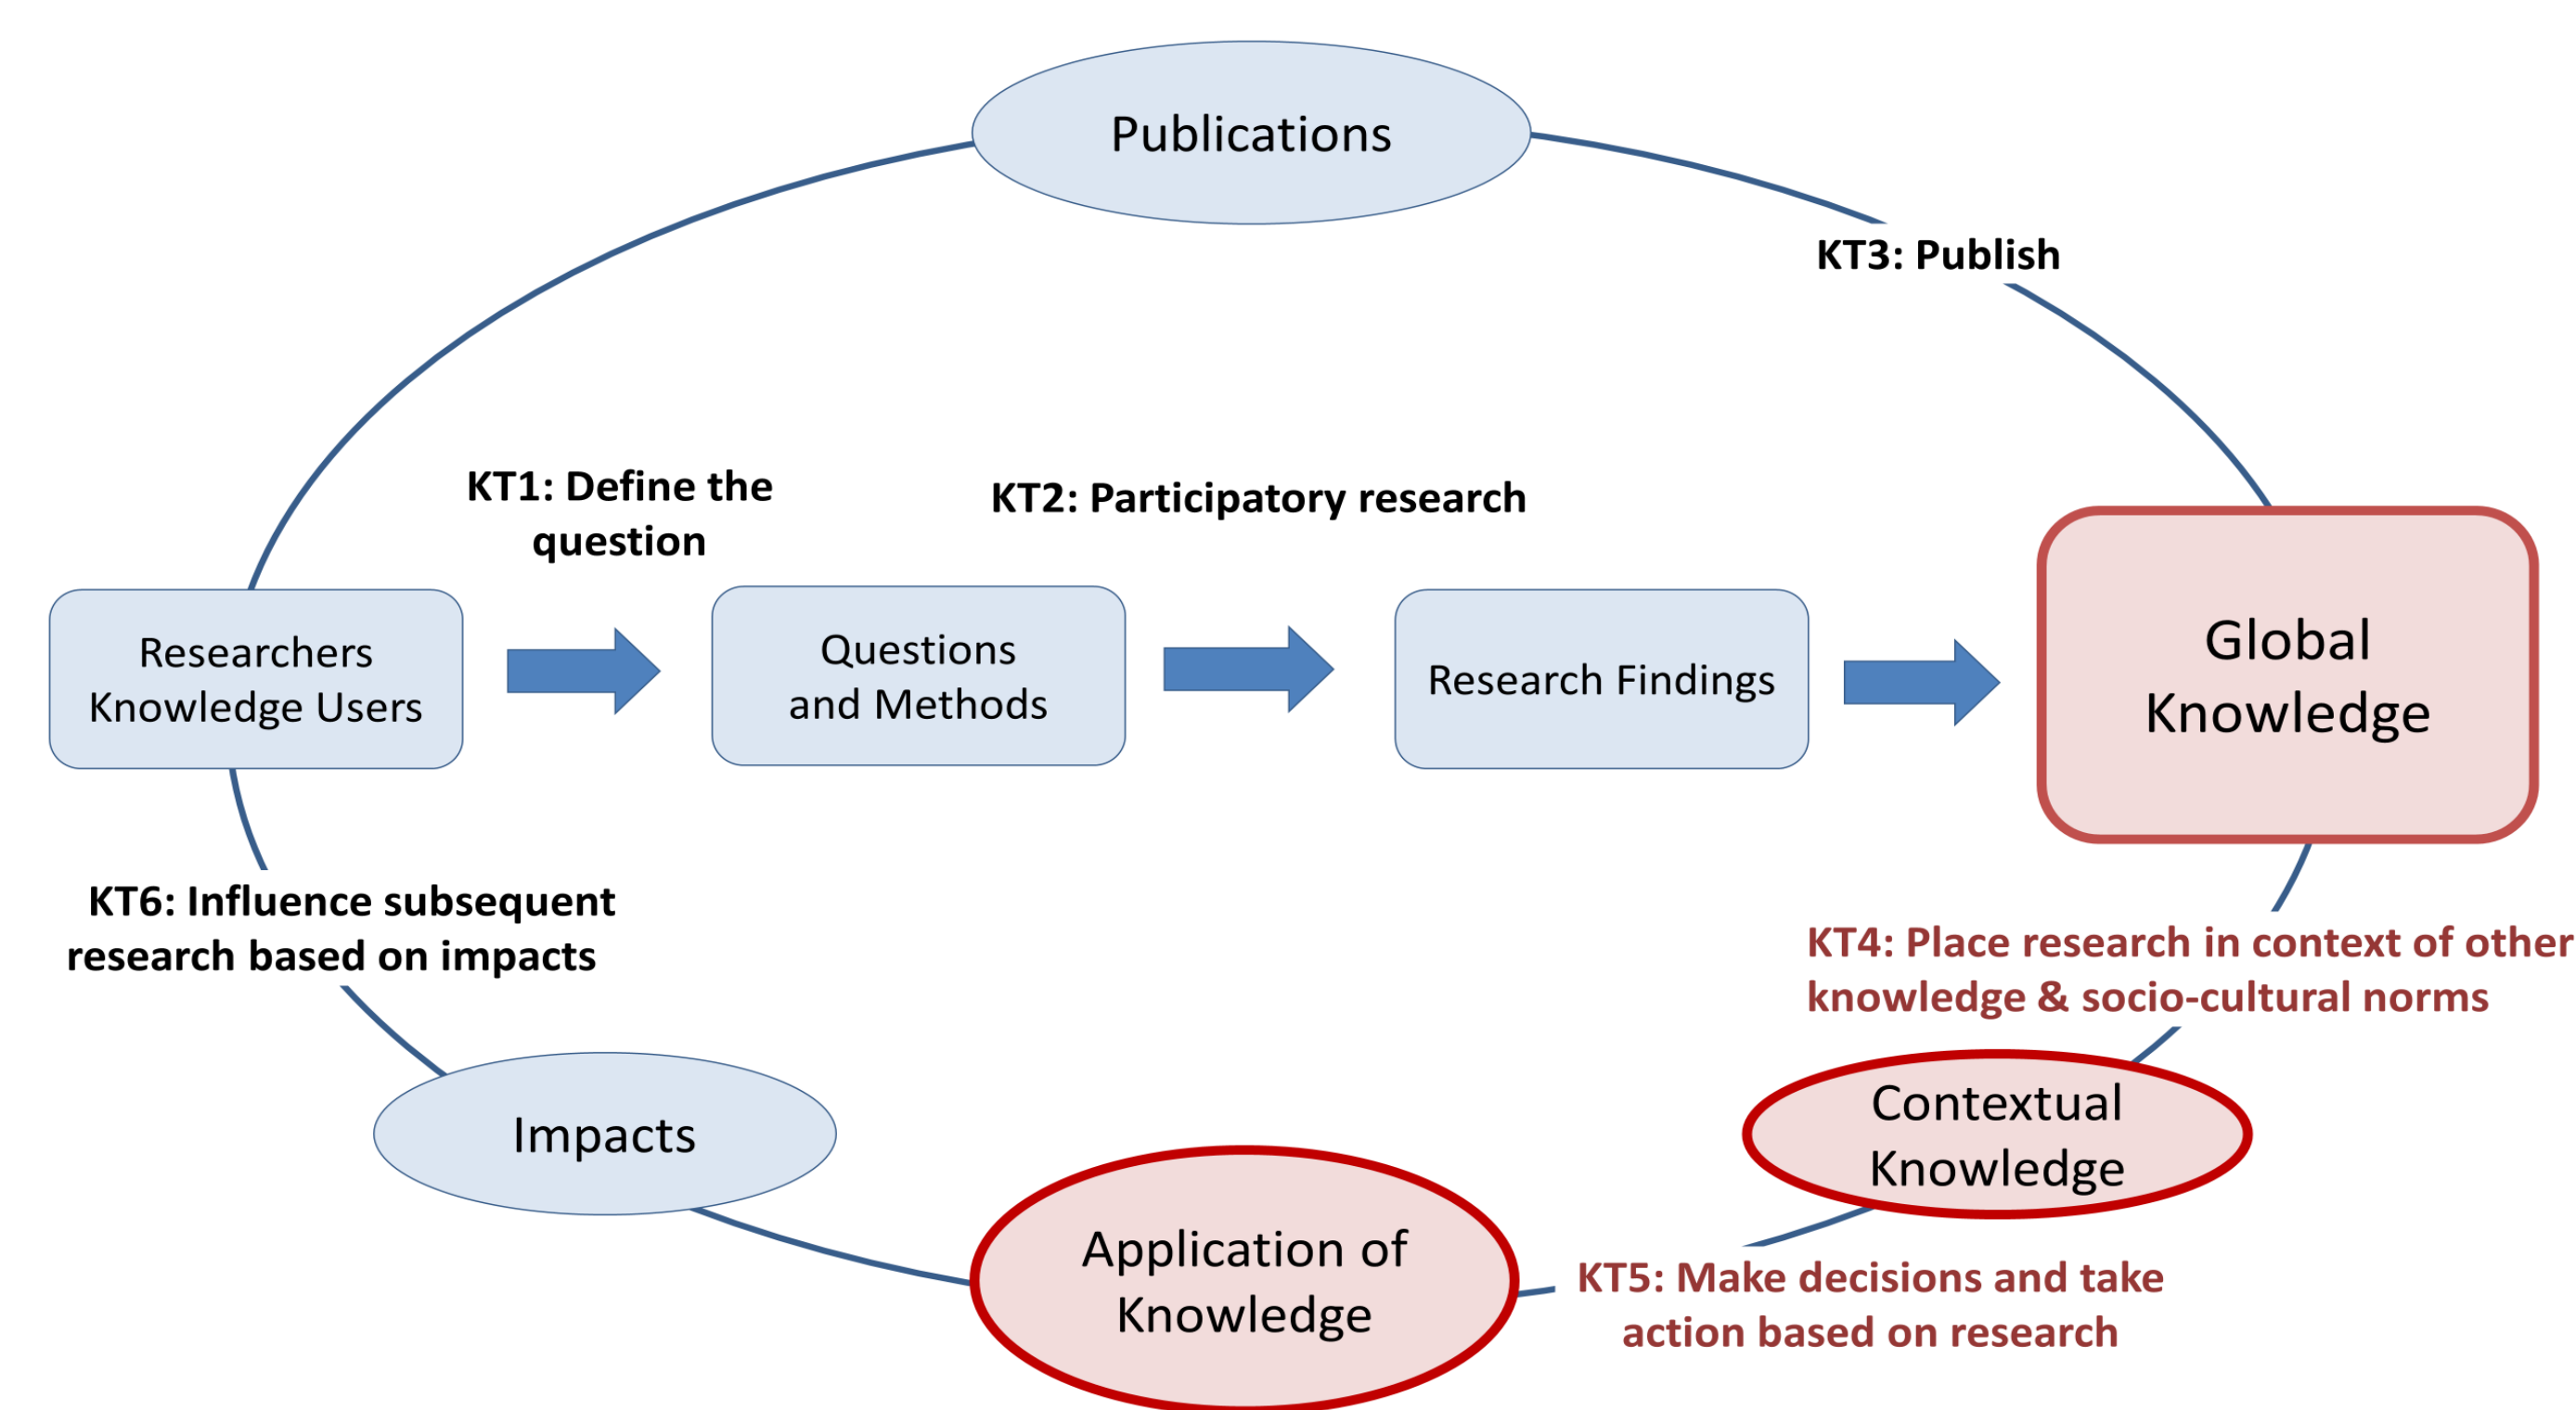 Publications
KT3: Publish
KT1: Define the
question
KT2: Participatory research
Researchers
Knowledge Users
Questions
and Methods
Research Findings
Global
Knowledge
KT6: Influence subsequent
research based on impacts
KT4: Place research in context of other
knowledge & socio-cultural norms
Impacts
Contextual
Knowledge
Application of
Knowledge
KT5: Make decisions and take
action based on research